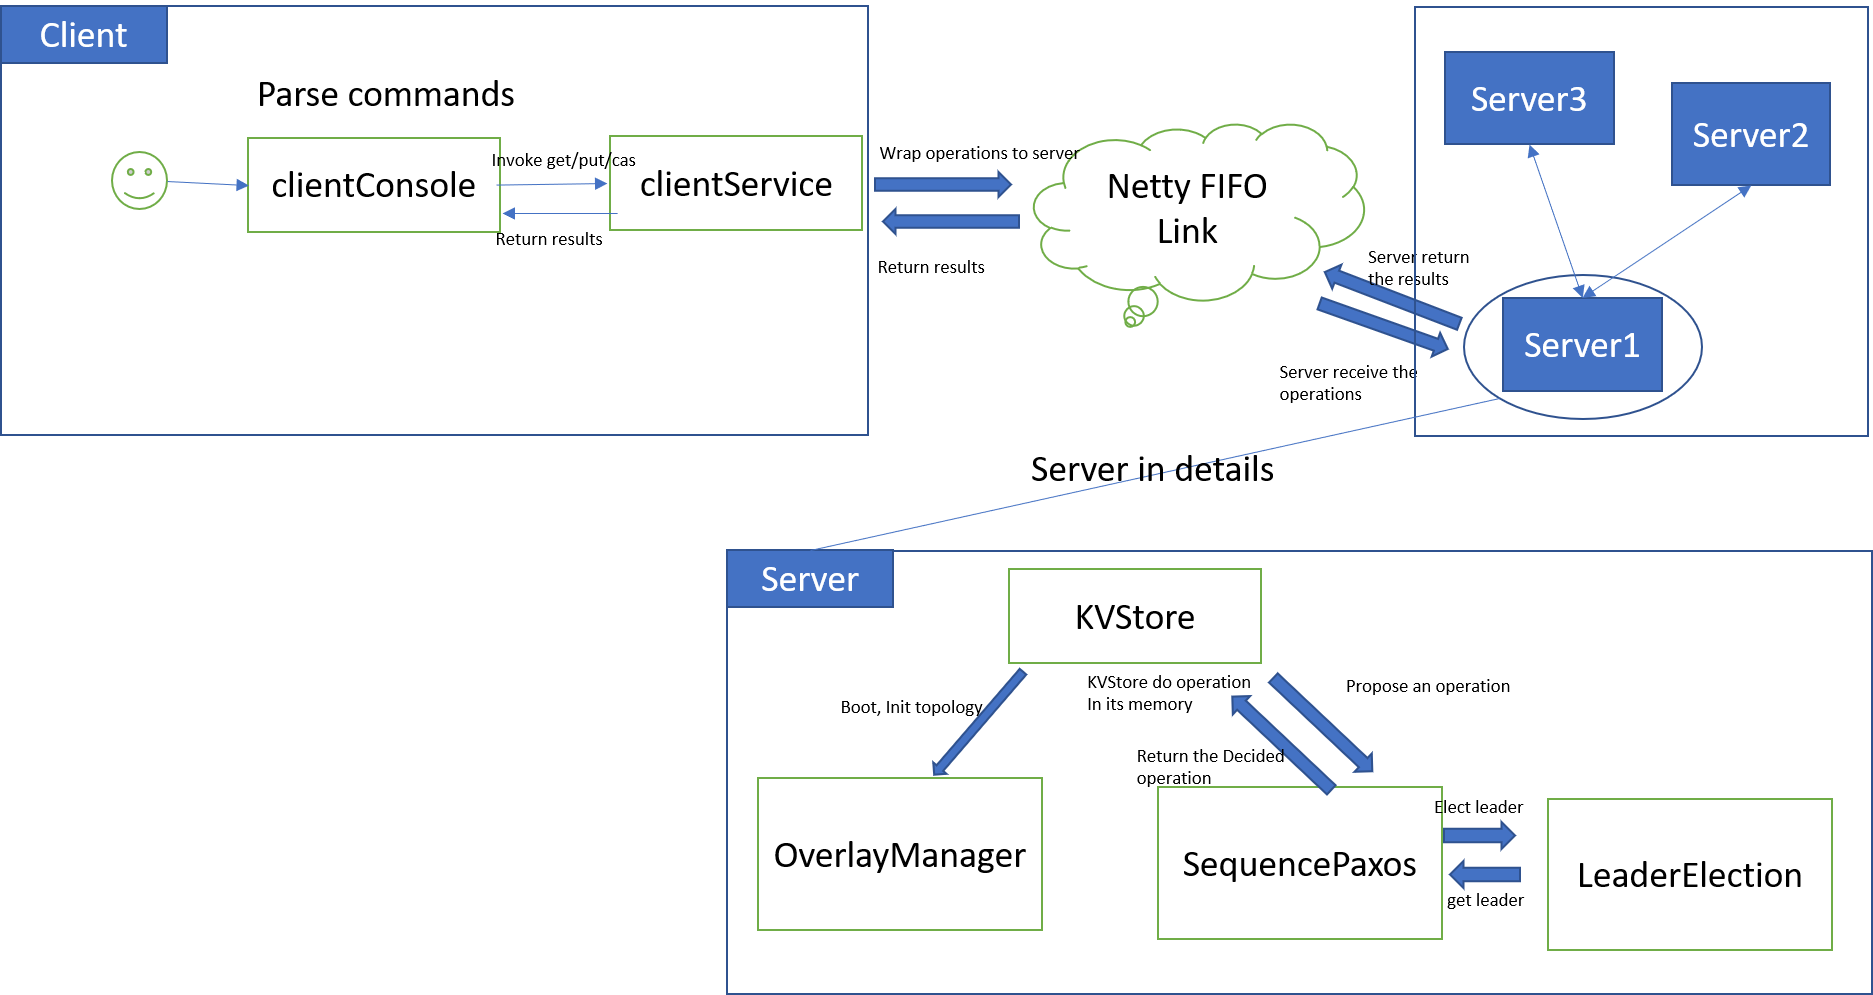 Client
Parse commands
clientConsole
Invoke get/put/cas
Return results
clientService
Wrap operations to server
Return results
Netty FIFO
Link
Server return
the results
Server receive the
operations
Server3
Server2
Server1
Server in details
Server
KVStore
Boot, Init topology
KVStore do operation
In its memory
Propose an operation
Return the Decided
operation
OverlayManager
SequencePaxos
Elect leader
get leader
LeaderElection